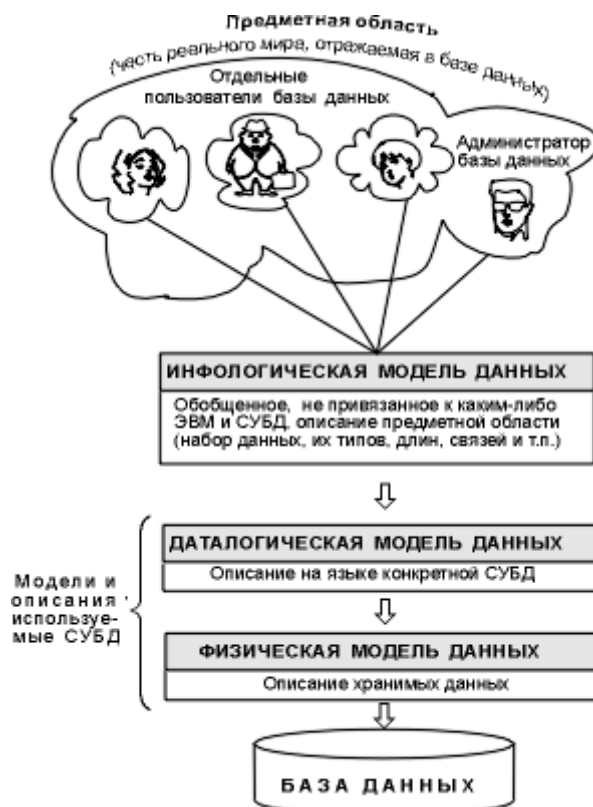 Предметная область
(часть реального мира, отражаемая в базе данных)
Отдельные
пользователи базы данных
Администратор
базы данных
ИНФОЛОГИЧЕСКАЯ МОДЕЛЬ ДАННЫХ
Обобщенное, не привязанное к каким-либо
ЭВМ и СУБД, описание предметной области
(набор данных, их типов, длин, связей и т.п.)
ДАТАЛОГИЧЕСКАЯ МОДЕЛЬ ДАННЫХ
Описание на языке конкретной СУБД
Модели и
описания,
используе-
мые СУБД
ФИЗИЧЕСКАЯ МОДЕЛЬ ДАННЫХ
Описание хранимых данных
БАЗА ДАННЫХ